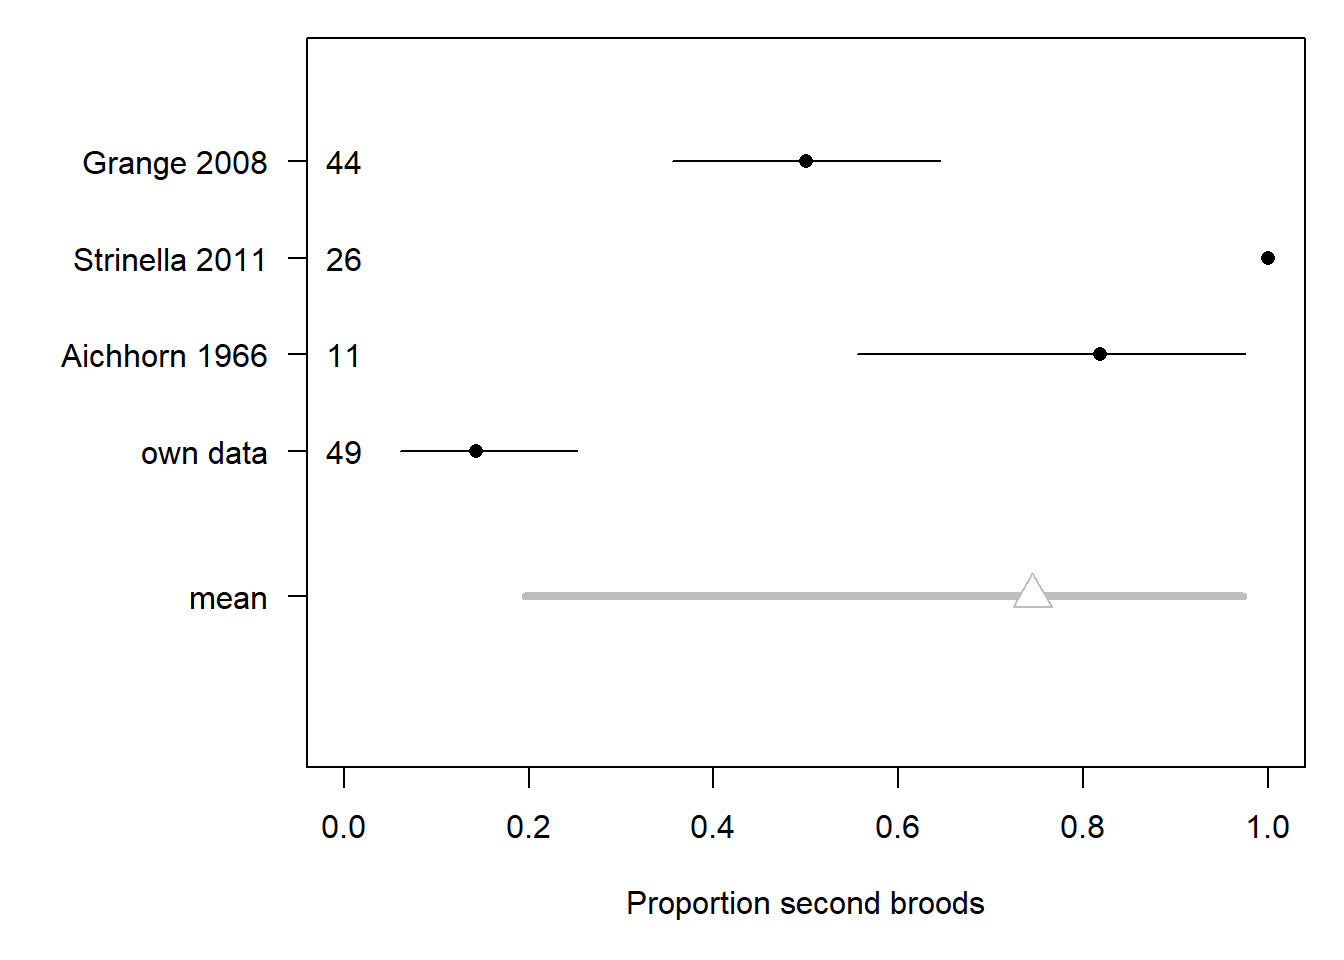 Grange 2008 44
Strinella 2011 26
Aichhorn 1966 11
own data 49
mean
0.0 0.2 0.4 0.6 0.8 1.0
Proportion second broods